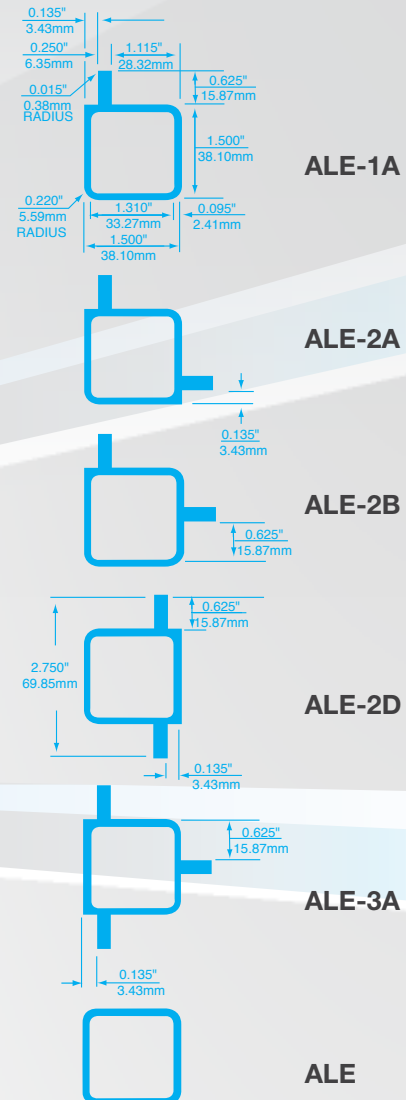 0.135"
3.43mm
0.250"
6.35mm
1.115"
28.32mm
0.015"
0.38mm
RADIUS
0.625"
15.87mm
1.500"
38.10mm
ALE-1A
0.220"
5.59mm
RADIUS
1.310"
33.27mm
0.095"
2.41mm
1.500"
38.10mm
ALE-2A
0.135"
3.43mm
ALE-2B
0.625"
15.87mm
0.625"
15.87mm
2.750"
69.85mm
ALE-2D
0.135"
3.43mm
0.625"
15.87mm
ALE-3A
0.135"
3.43mm
ALE